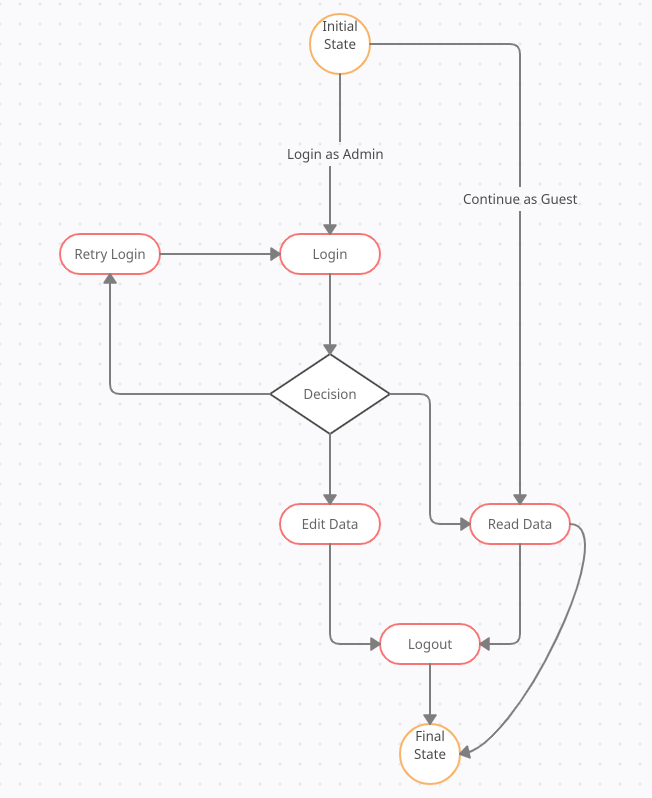 Initial
State
Login as Admin
Continue as Guest
Retry Login
Login
Decision
Edit Data
Read Data
Logout
Final
State